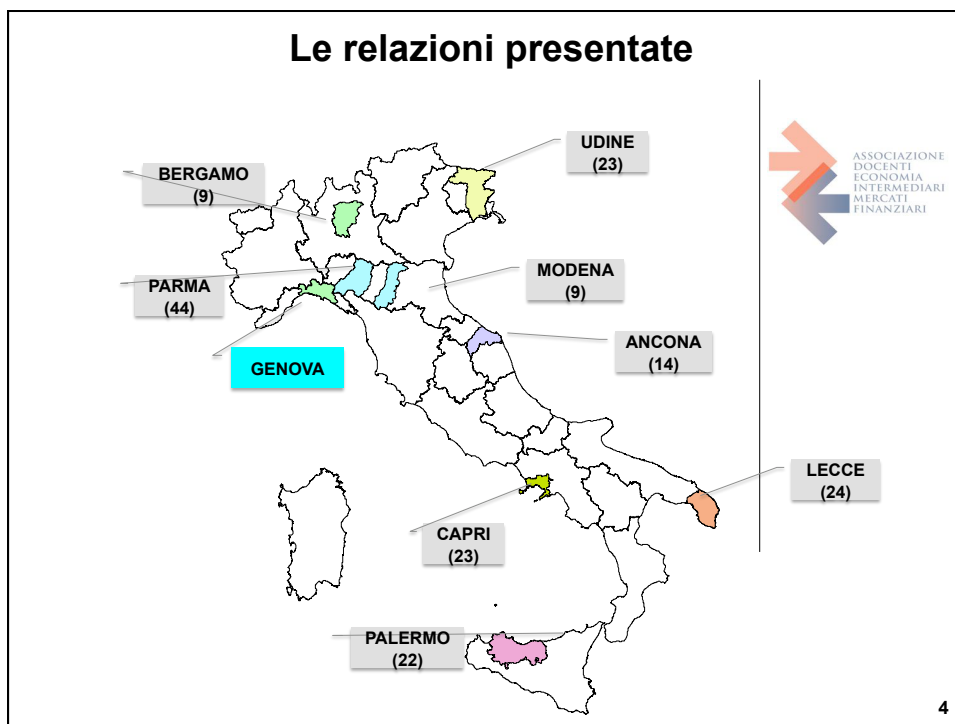 Le relazioni presentate
UDINE
(23)
ASSOCIAZIONE
DOCENTI
ECONOMIA
INTERMEDIARI
MERCATI
FINANZIARI
BERGAMO
(9)
MODENA
(9)
PARMA
(44)
ANCONA
(14)
GENOVA
LECCE
(24)
CAPRI
(23)
PALERMO
(22)
4